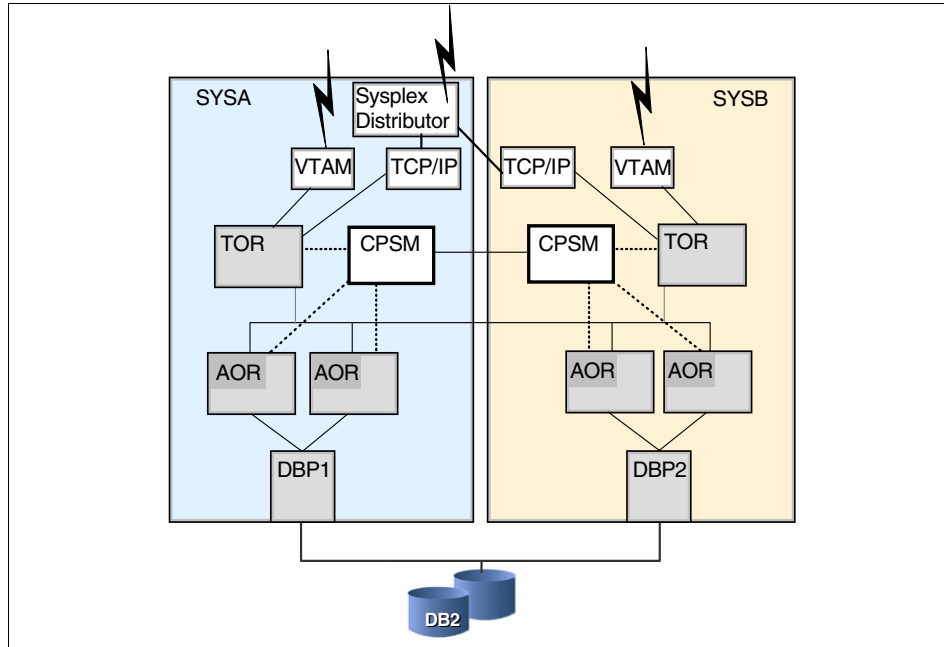 SYSA
Sysplex
Distributor
SYSB
VTAM
TCP/IP
TCP/IP
VTAM
TOR
CPSM
CPSM
TOR
AOR
AOR
AOR
AOR
DBP1
DBP2
DB2